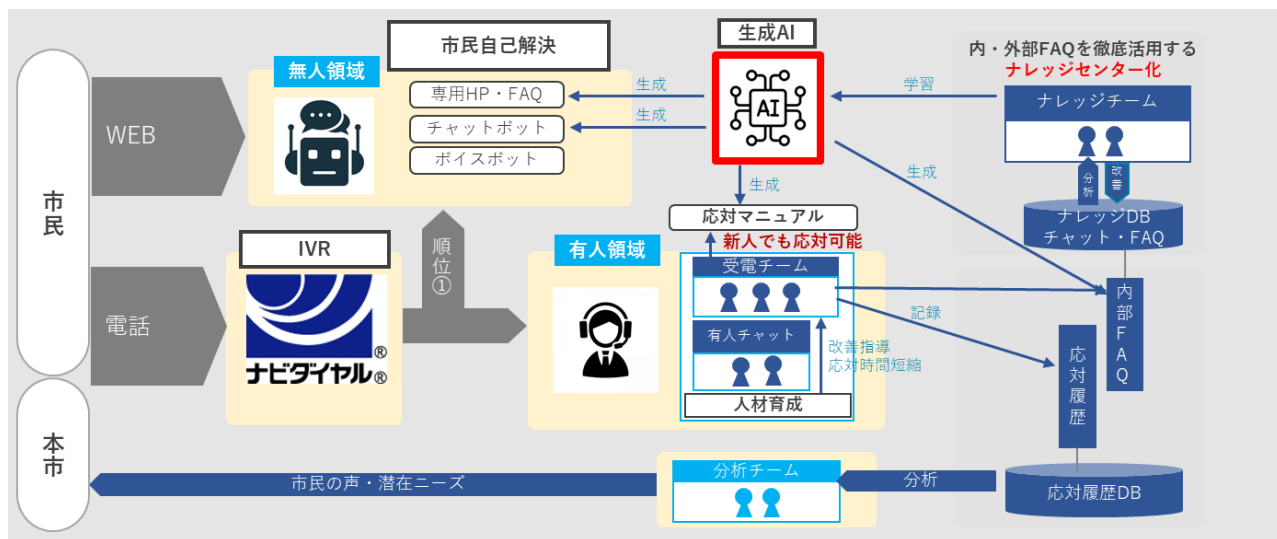 市民
本市
WEB
電話
無人領域
市民自己解決
専用HP・FAQ
チャットボット
ボイスボット
生成
生成
生成AI
AI
学習
内・外部FAQを徹底活用する
ナレッジセンター化
ナレッジチーム
分析
改善
ナレッジDB
チャット・FAQ
生成
生成
応対マニュアル
新人でも応対可能
IVR
ナビダイヤル®
®
順位①
有人領域
受電チーム
有人チャット
改善指導
応対時間短縮
人材育成
記録
内部FAQ
応対履歴
応対履歴DB
分析
分析チーム
市民の声・潜在ニーズ